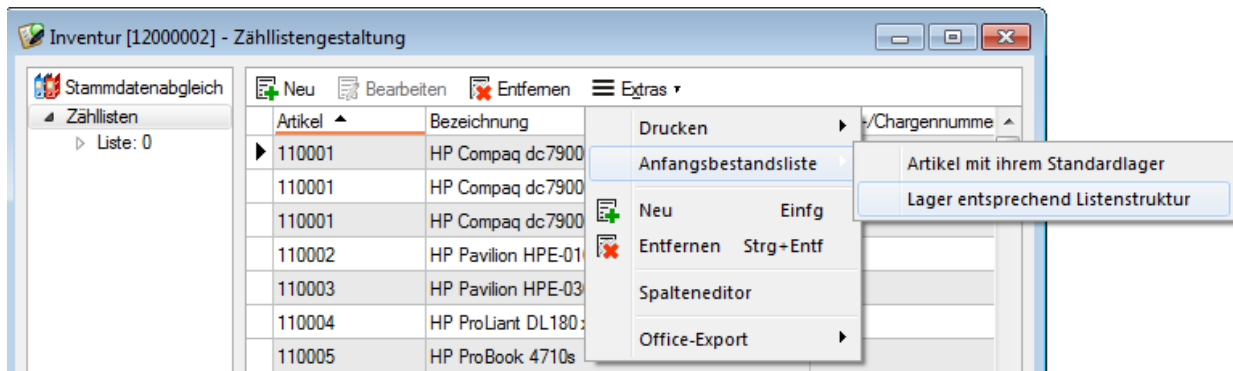 Inventur [12000002] - Zähllistengestaltung
Stammdatenabgleich
Zähllisten
Liste: 0
Neu Bearbeiten Entfernen Extras
Artikel Bezeichnung -/Chargennumme
110001 HP Compaq dc7900
110001 HP Compaq dc7900
110001 HP Compaq dc7900
110002 HP Pavilion HPE-01
110003 HP Pavilion HPE-03
110004 HP ProLiant DL180
110005 HP ProBook 4710s
Drucken
Anfangsbestandsliste
Neu Einfg
Entfernen Strg+Entf
Spalteneditor
Office-Export
Artikel mit ihrem Standardlager
Lager entsprechend Listenstruktur